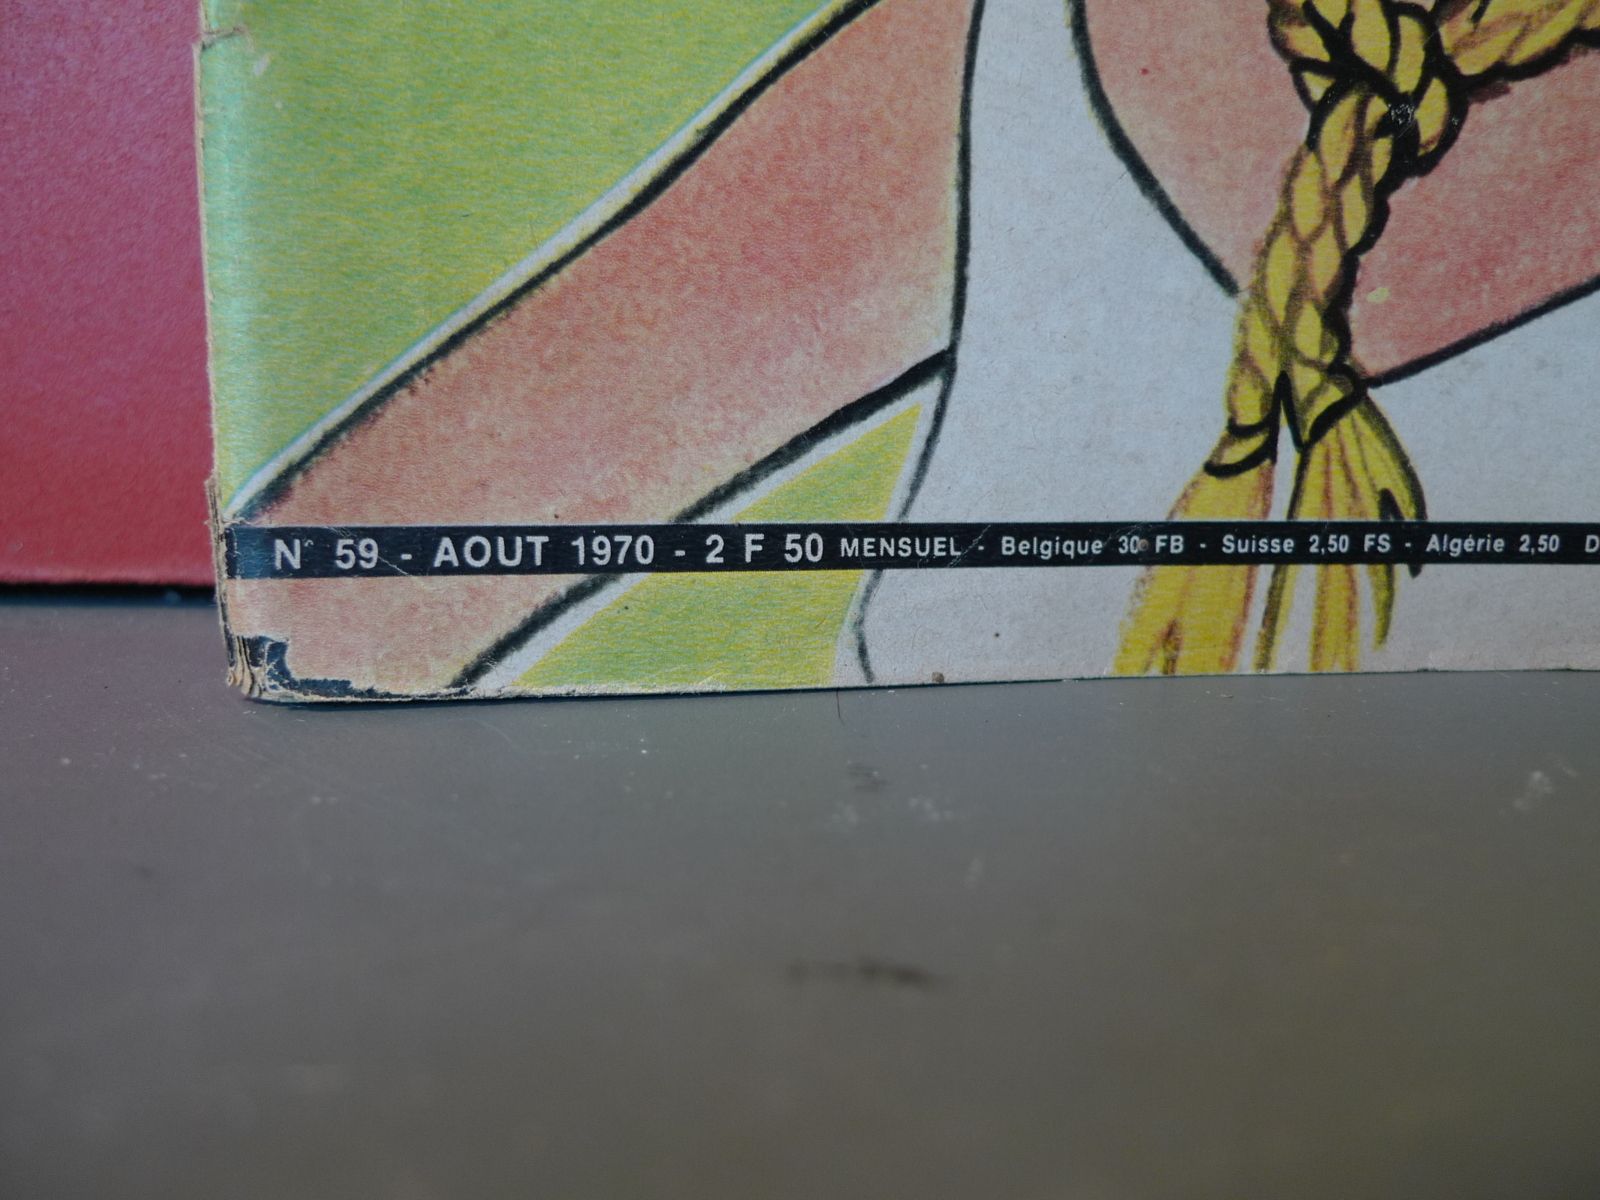 N° 59 - AOUT 1970 - 2 F 50 MENSUEL - Belgique 30 FB - Suisse 2,50 FS - Algérie 2,50 D